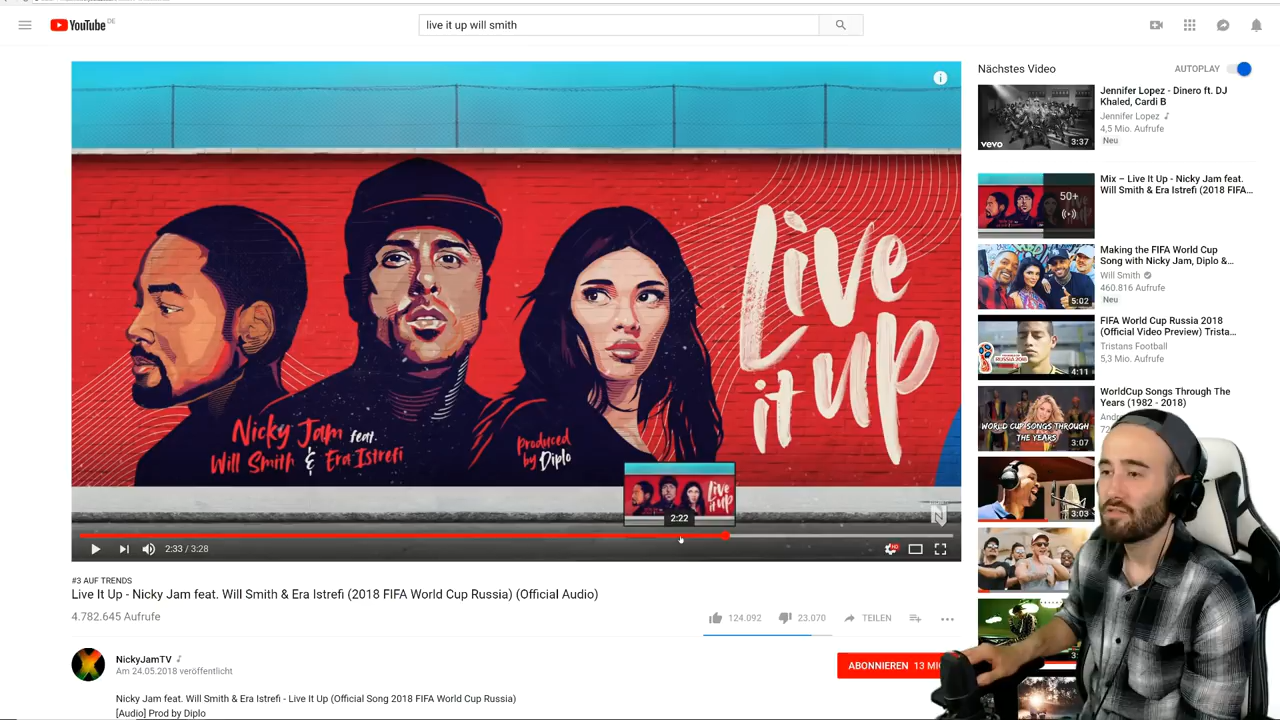 YouTube DE
live it up will smith
Live
it up
Nicky Jam feat.
Will Smith & Era Istrefi
Produced
by Diplo
2:22
2:33 / 3:28
HD
#3 AUF TRENDS
Live It Up - Nicky Jam feat. Will Smith & Era Istrefi (2018 FIFA World Cup Russia) (Official Audio)
4.782.645 Aufrufe
124.092
23.070
TEILEN
NickyJamTV
Am 24.05.2018 veröffentlicht
ABONNIEREN 13
Nicky Jam feat. Will Smith & Era Istrefi - Live It Up (Official Song 2018 FIFA World Cup Russia)
[Audio] Prod by Diplo
Nächstes Video
AUTOPLAY
vevo
3:37
Jennifer Lopez - Dinero ft. DJ
Khaled, Cardi B
Jennifer Lopez
4,5 Mio. Aufrufe
Neu
50+
Mix – Live It Up - Nicky Jam feat.
Will Smith & Era Istrefi (2018 FIFA...
5:02
Making the FIFA World Cup
Song with Nicky Jam, Diplo &...
Will Smith
460.816 Aufrufe
Neu
4:11
FIFA World Cup Russia 2018
(Official Video Preview) Trista...
Tristans Football
5,3 Mio. Aufrufe
WORLD CUP SONGS THROUGH
THE YEARS
3:07
WorldCup Songs Through The
Years (1982 - 2018)
3:03